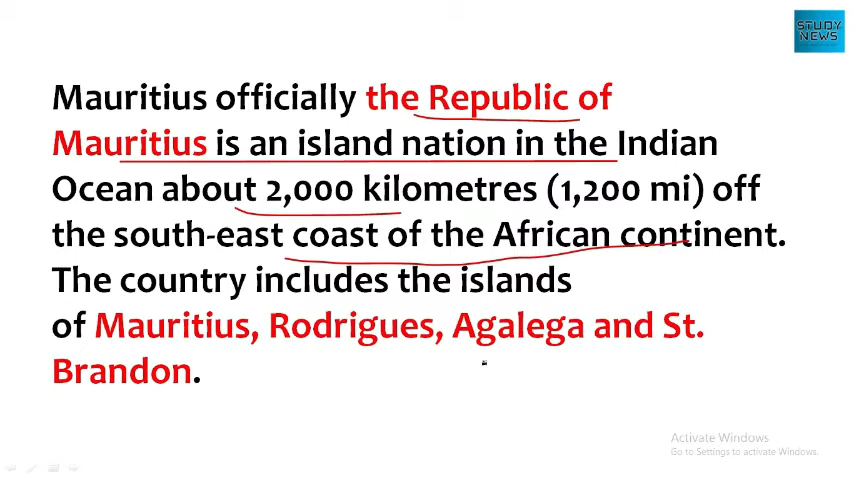 STUDY
NEWS
Mauritius officially the Republic of
Mauritius is an island nation in the Indian
Ocean about 2,000 kilometres (1,200 mi) off
the south-east coast of the African continent.
The country includes the islands
of Mauritius, Rodrigues, Agalega and St.
Brandon.
Activate Windows
Go to Settings to activate Windows.